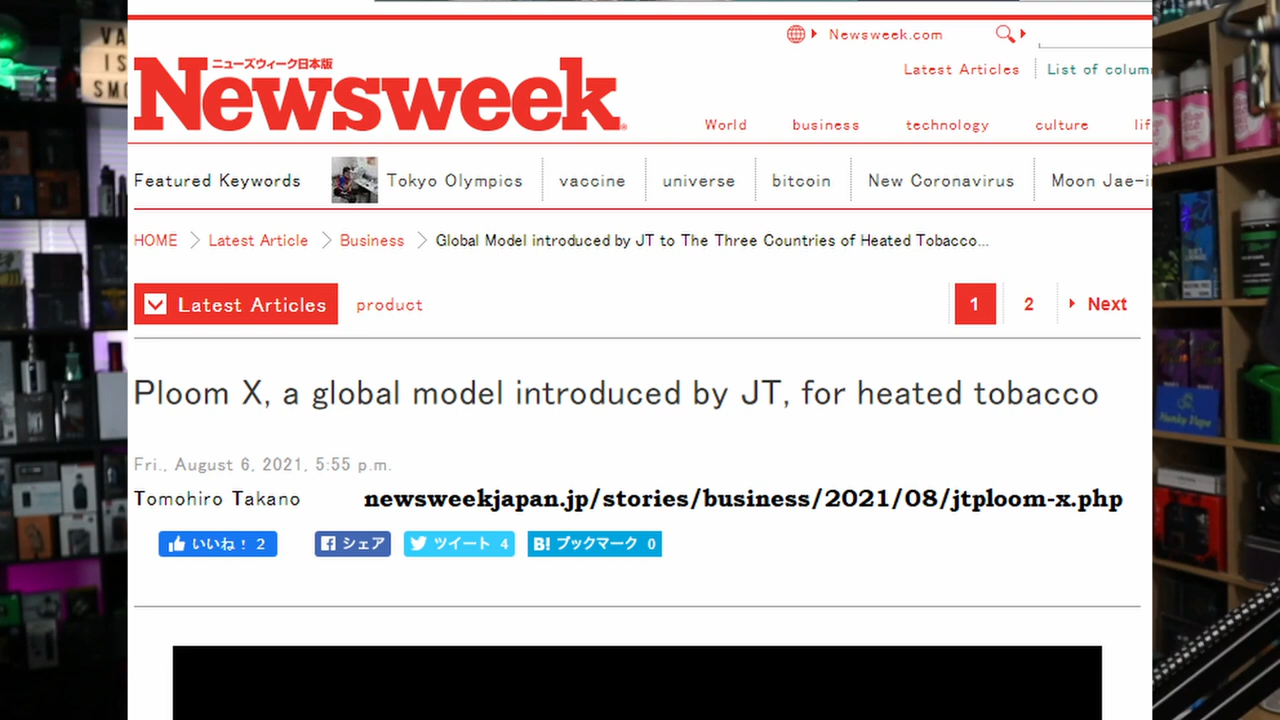 Newsweek.com
ニューズウィーク日本版
Newsweek
Latest Articles
World business technology culture
Featured Keywords Tokyo Olympics vaccine universe bitcoin New Coronavirus Moon
HOME Latest Article Business Global Model introduced by JT to The Three Countries of Heated Tobacco...
Latest Articles product 1 2 Next
Ploom X, a global model introduced by JT, for heated tobacco
Fri., August 6, 2021, 5:55 p.m.
Tomohiro Takano newsweekjapan.jp/stories/business/2021/08/jtploom-x.php
いいね！ 2 シェア ツイート 4 B! ブックマーク 0